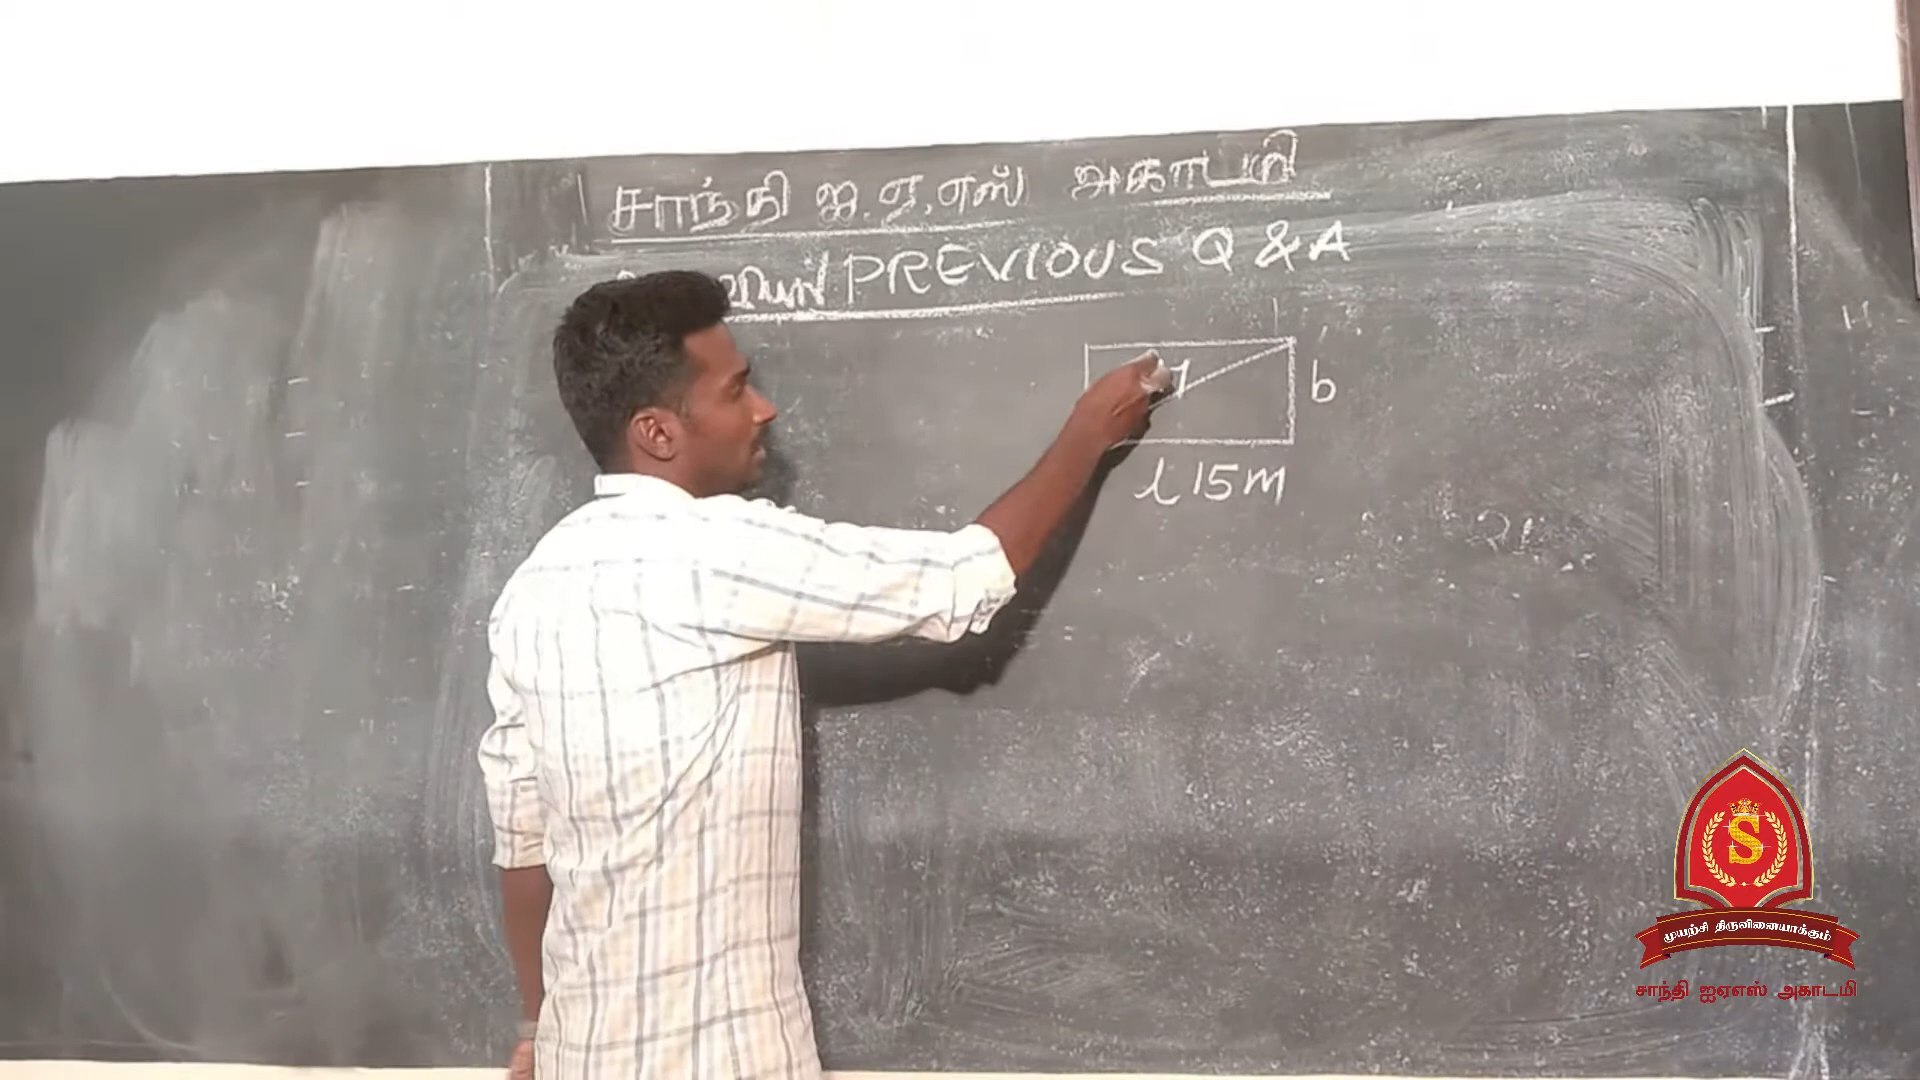 சாந்தி ஐ.ஏ.எஸ் அகாடமி
PREVIOUS Q & A
b
l 15m
S
முயற்சி திருவினையாக்கும்
சாந்தி ஐஏஎஸ் அகாடமி